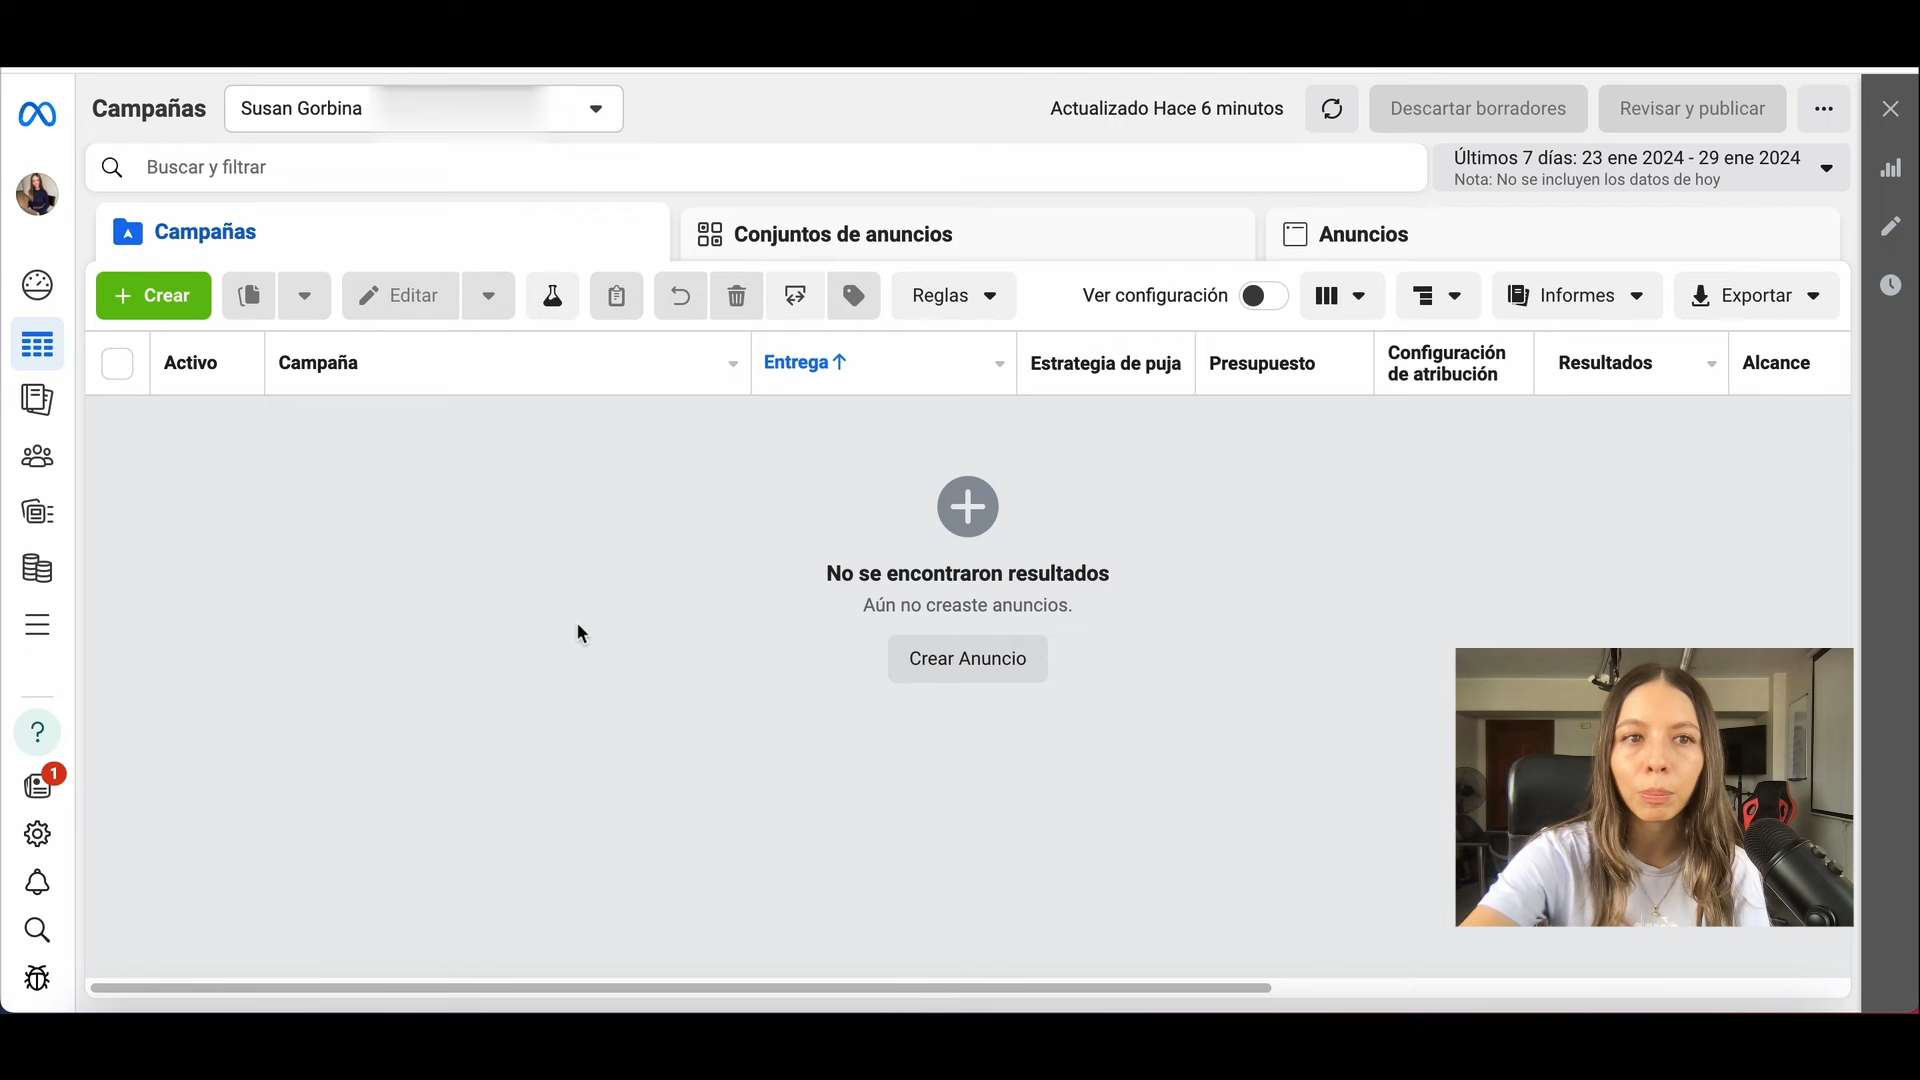 Campañas
Susan Gorbina
Actualizado Hace 6 minutos
Descartar borradores
Revisar y publicar
Buscar y filtrar
Últimos 7 días: 23 ene 2024 - 29 ene 2024
Nota: No se incluyen los datos de hoy
Campañas
Conjuntos de anuncios
Anuncios
Crear
Editar
Reglas
Ver configuración
Informes
Exportar
Activo
Campaña
Entrega↑
Estrategia de puja
Presupuesto
Configuración
de atribución
Resultados
Alcance
No se encontraron resultados
Aún no creaste anuncios.
Crear Anuncio
?
1